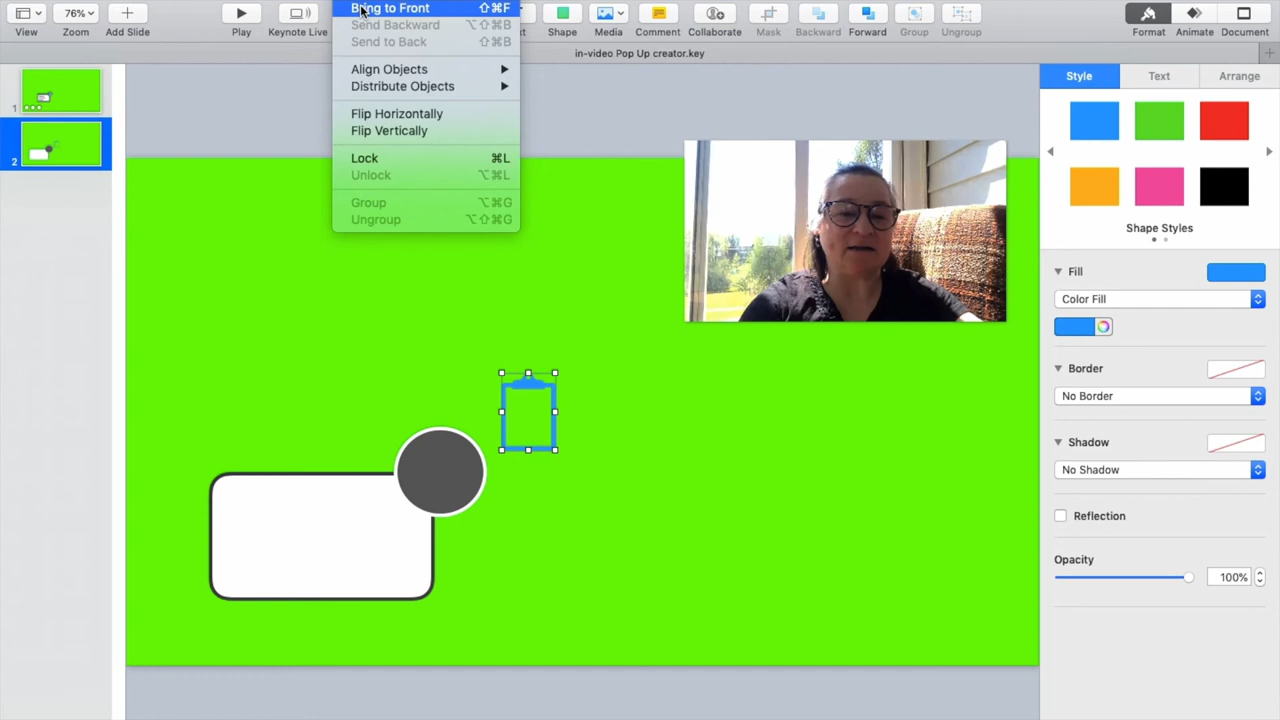 Bring to Front ⇧⌘F
Send Backward ⌥⇧⌘B
Send to Back ⇧⌘B
Align Objects
Distribute Objects
Flip Horizontally
Flip Vertically
Lock ⌘L
Unlock ⌥⌘L
Group ⌥⌘G
Ungroup ⌥⇧⌘G
76%
View
Zoom
Add Slide
Play
Keynote Live
Shape
Media
Comment
Collaborate
Mask
Backward
Forward
Group
Ungroup
Format
Animate
Document
in-video Pop Up creator.key
1
2
Style
Text
Arrange
Shape Styles
Fill
Color Fill
Border
No Border
Shadow
No Shadow
Reflection
Opacity
100%